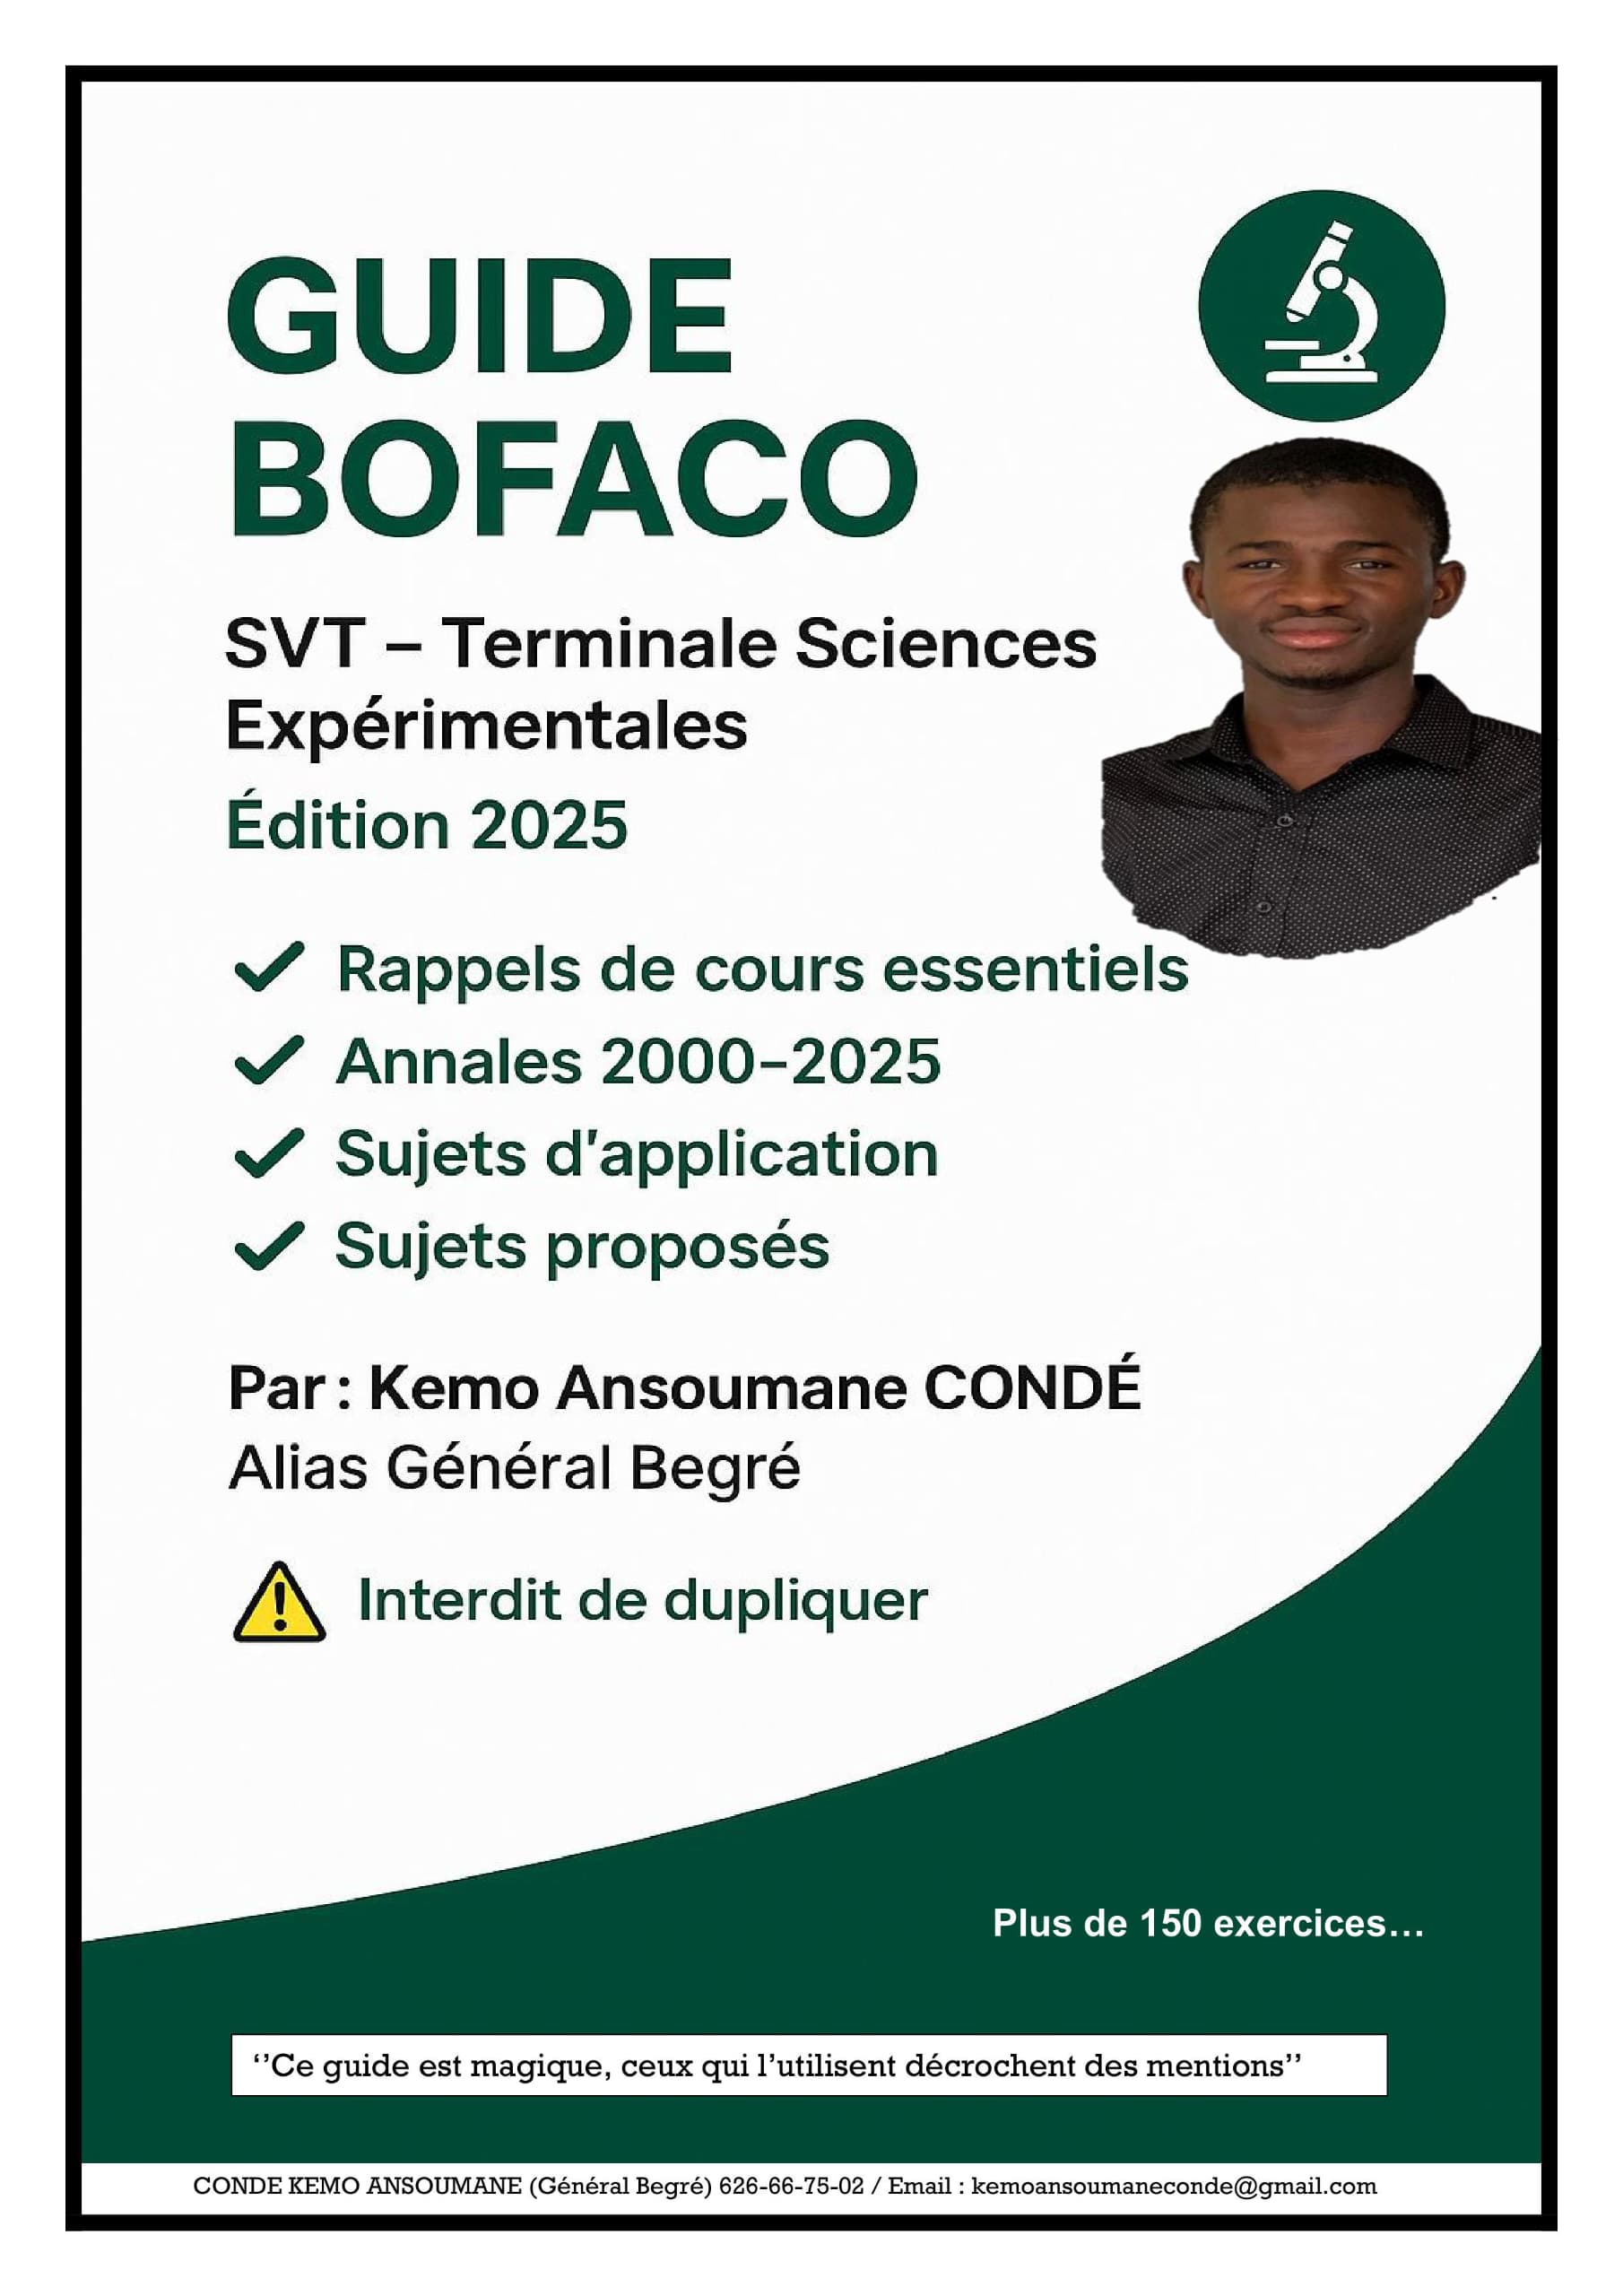 GUIDE
BOFACO
SVT – Terminale Sciences
Expérimentales
Édition 2025
Rappels de cours essentiels
Annales 2000–2025
Sujets d'application
Sujets proposés
Par : Kemo Ansoumane CONDÉ
Alias Général Begré
Interdit de dupliquer
Plus de 150 exercices…
‘’Ce guide est magique, ceux qui l’utilisent décrochent des mentions’’
CONDE KEMO ANSOUMANE (Général Begré) 626-66-75-02 / Email : kemoansoumaneconde@gmail.com